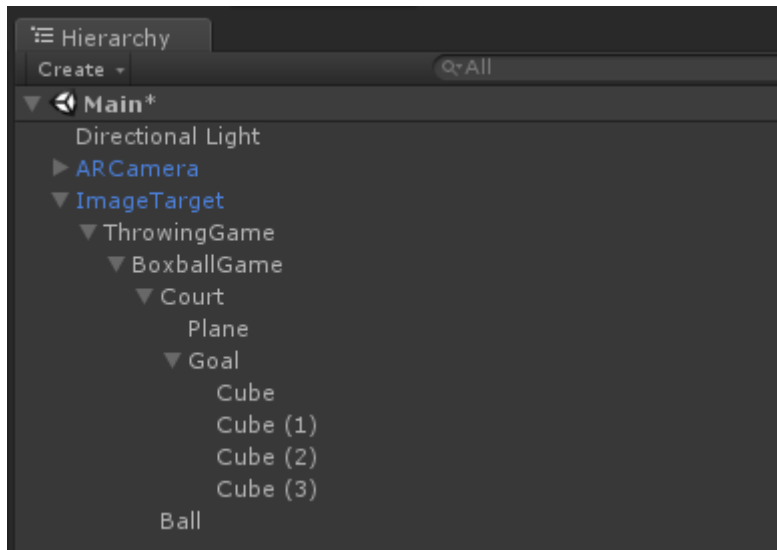 Hierarchy
Create All
Main*
Directional Light
ARCamera
ImageTarget
ThrowingGame
BoxballGame
Court
Plane
Goal
Cube
Cube (1)
Cube (2)
Cube (3)
Ball